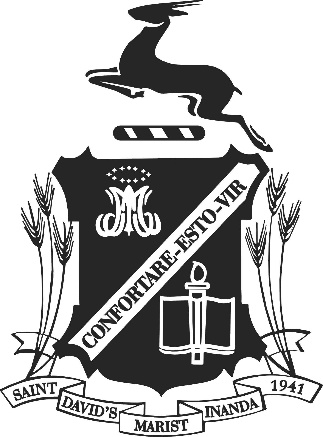 CONFORTARE-ESTO-VIR
SAINT DAVID'S MARIST INANDA 1941